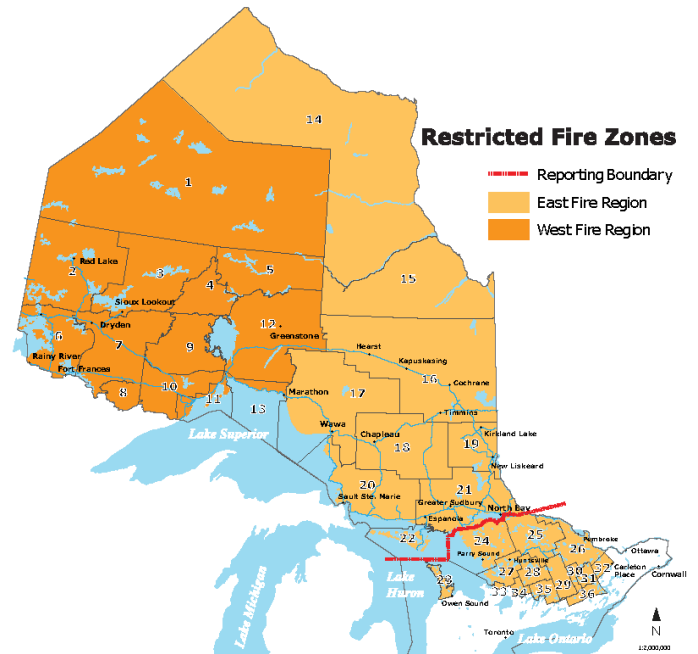 14
Restricted Fire Zones
Reporting Boundary
East Fire Region
West Fire Region
1
15
2
Red Lake
3
4
5
Sioux Lookout
6
Dryden
7
9
12
Greenstone
Rainy River
Fort Frances
8
10
11
13
Marathon
Hearst
Kapuskasing
16
Cochrane
17
Timmins
Wawa
Chapleau
18
19
Kirkland Lake
New Liskeard
Lake Superior
20
21
Sault Ste. Marie
Greater Sudbury
North Bay
Espanola
22
24
25
Pembroke
26
Ottawa
Parry Sound
Huntsville
27
28
30
32
Carleton
Place
Cornwall
31
29
33
34
35
36
23
Lake
Huron
Owen Sound
Lake Michigan
Toronto
Lake Ontario
N
1:2,000,000